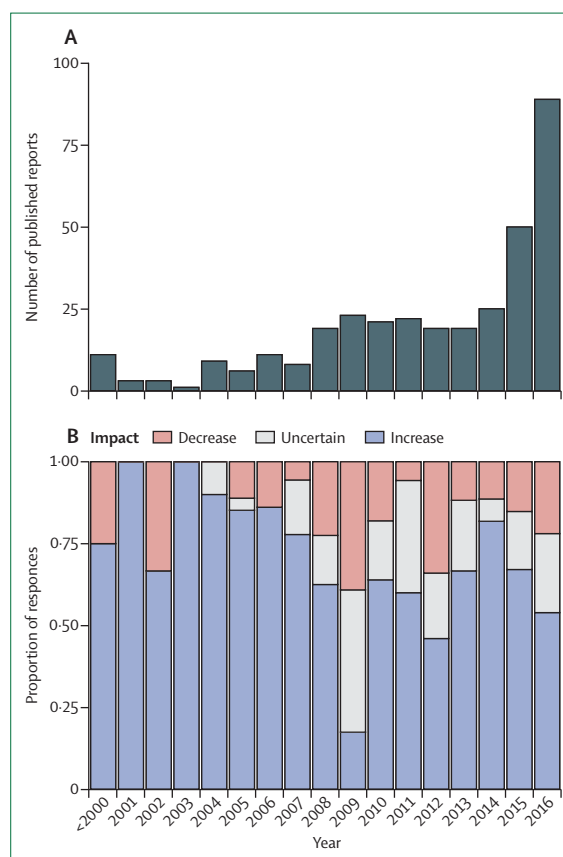 A
100
75
50
25
0
Number of published reports
B Impact Decrease Uncertain Increase
1·00
0·75
0·50
0·25
0
Proportion of responces
<2000 2001 2002 2003 2004 2005 2006 2007 2008 2009 2010 2011 2012 2013 2014 2015 2016
Year